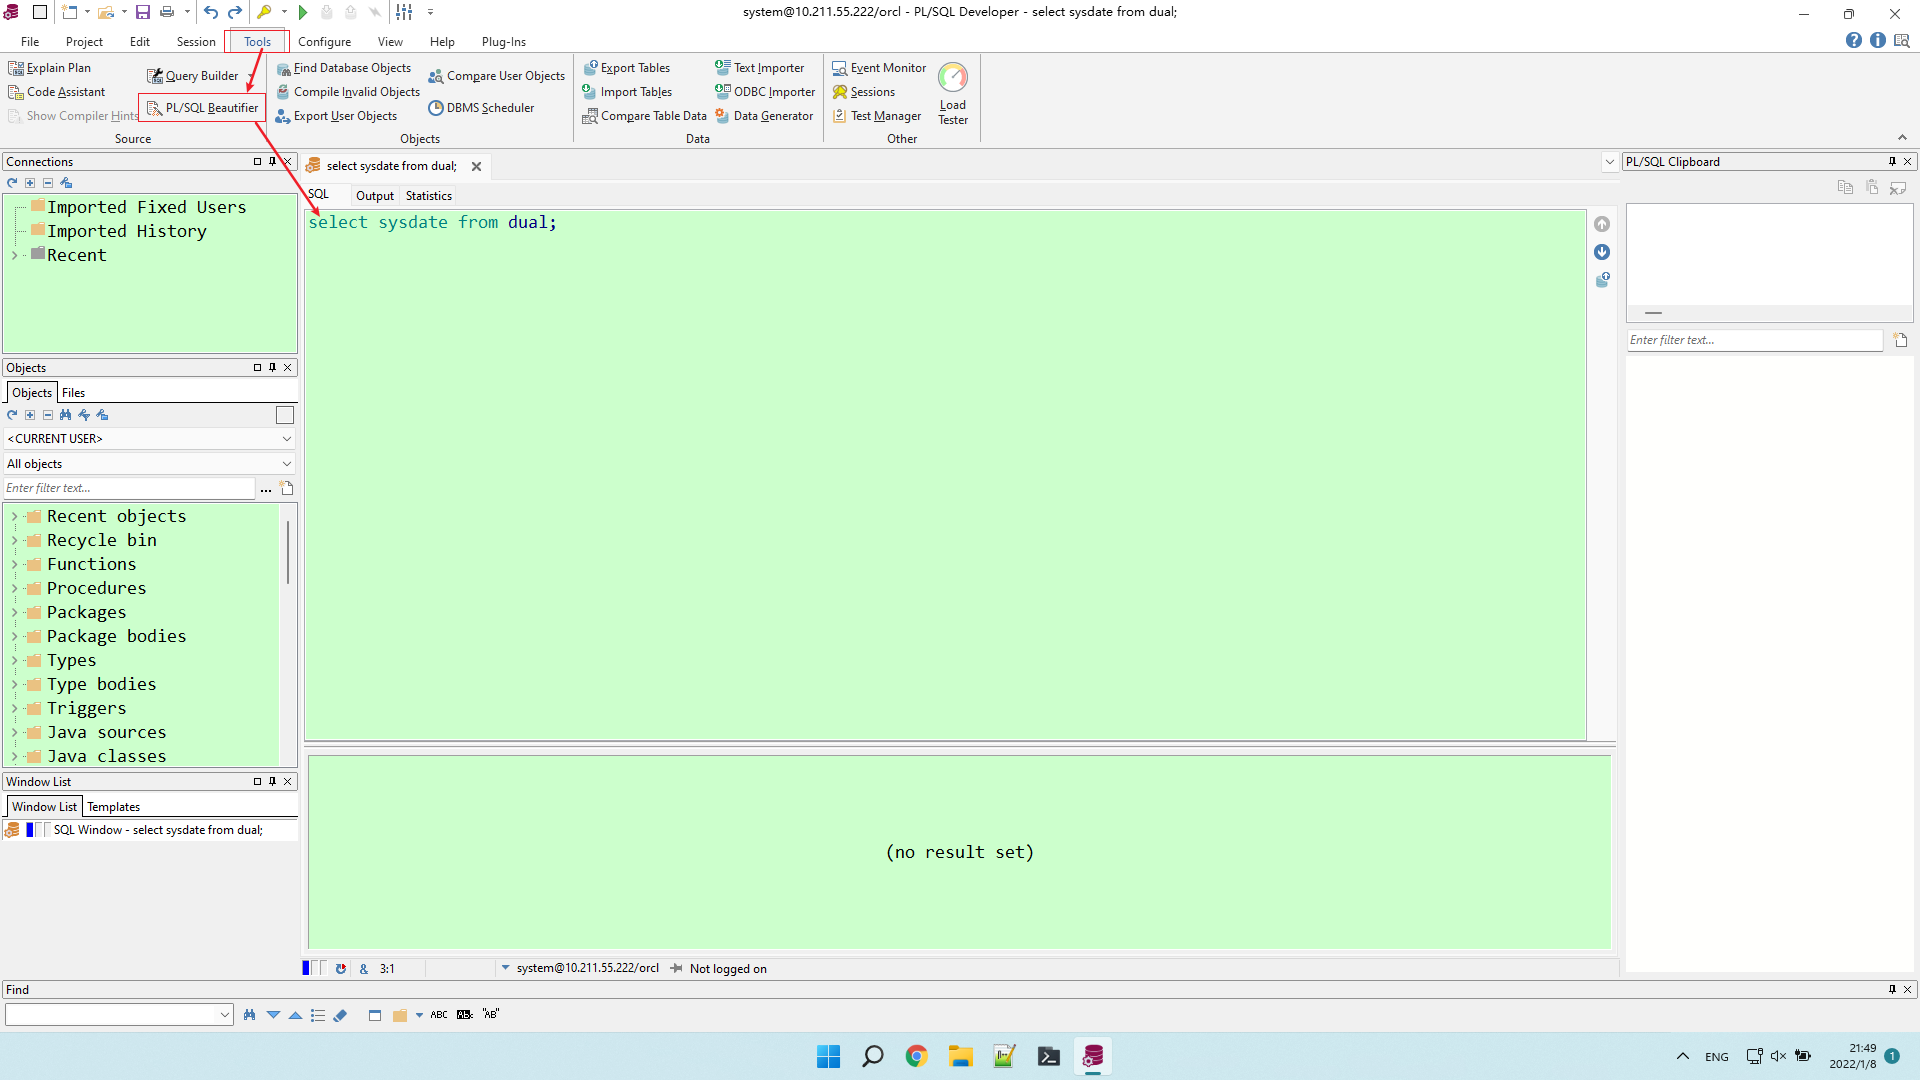 system@10.211.55.222/orcl - PL/SQL Developer - select sysdate from dual;
File Project Edit Session Tools Configure View Help Plug-Ins
Explain Plan
Code Assistant
Show Compiler Hints
Query Builder
PL/SQL Beautifier
Source
Find Database Objects
Compile Invalid Objects
Export User Objects
Compare User Objects
DBMS Scheduler
Objects
Export Tables
Import Tables
Compare Table Data
Text Importer
ODBC Importer
Data Generator
Data
Event Monitor
Sessions
Test Manager
Load
Tester
Other
Connections
Imported Fixed Users
Imported History
Recent
Objects
Objects Files
<CURRENT USER>
All objects
Enter filter text...
...
Recent objects
Recycle bin
Functions
Procedures
Packages
Package bodies
Types
Type bodies
Triggers
Java sources
Java classes
Window List
Window List Templates
SQL Window - select sysdate from dual;
select sysdate from dual;
SQL Output Statistics
select sysdate from dual;
(no result set)
& 3:1 system@10.211.55.222/orcl Not logged on
PL/SQL Clipboard
Enter filter text...
Find
ABC AB "AB"
ENG
21:49
2022/1/8
1